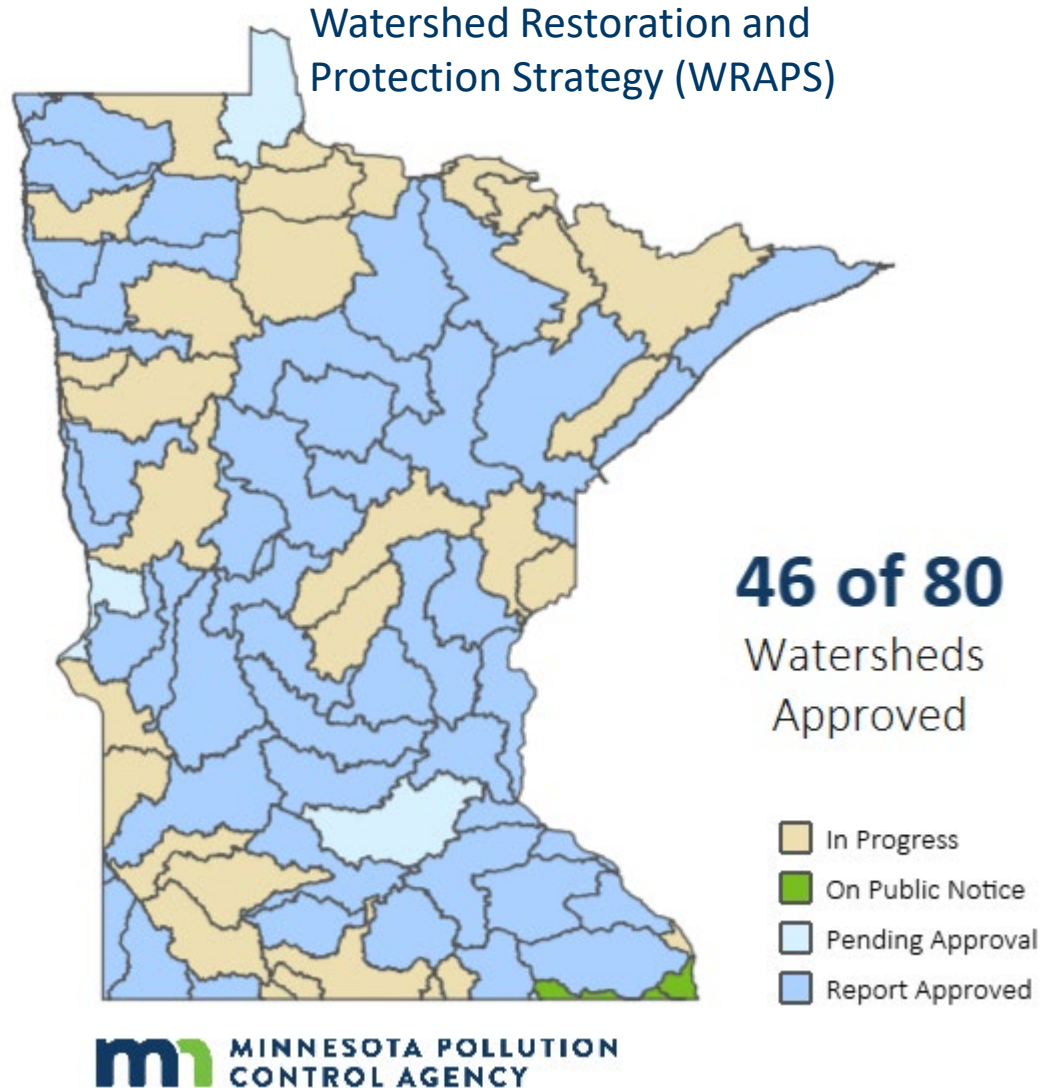 Watershed Restoration and
Protection Strategy (WRAPS)
46 of 80
Watersheds
Approved
In Progress
On Public Notice
Pending Approval
Report Approved
mn MINNESOTA POLLUTION
CONTROL AGENCY